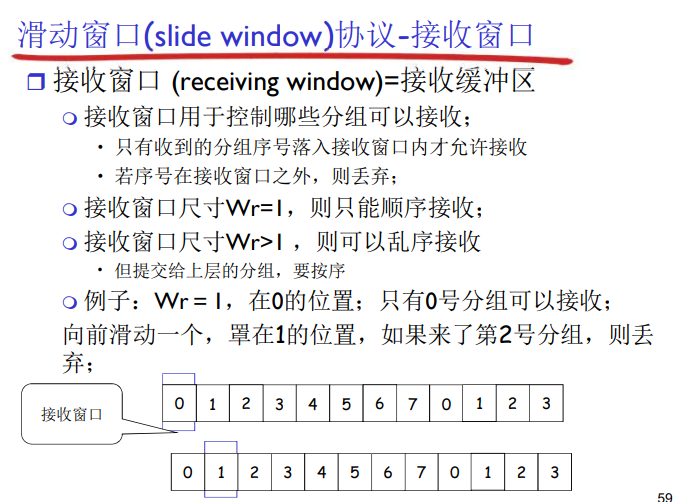 滑动窗口(slide window)协议-接收窗口
接收窗口 (receiving window)=接收缓冲区
接收窗口用于控制哪些分组可以接收；
• 只有收到的分组序号落入接收窗口内才允许接收
• 若序号在接收窗口之外，则丢弃；
接收窗口尺寸Wr=1，则只能顺序接收；
接收窗口尺寸Wr>1 ，则可以乱序接收
• 但提交给上层的分组，要按序
例子：Wr = 1，在0的位置；只有0号分组可以接收；
向前滑动一个，罩在1的位置，如果来了第2号分组，则丢
弃；
接收窗口
0 1 2 3 4 5 6 7 0 1 2 3
0 1 2 3 4 5 6 7 0 1 2 3
59